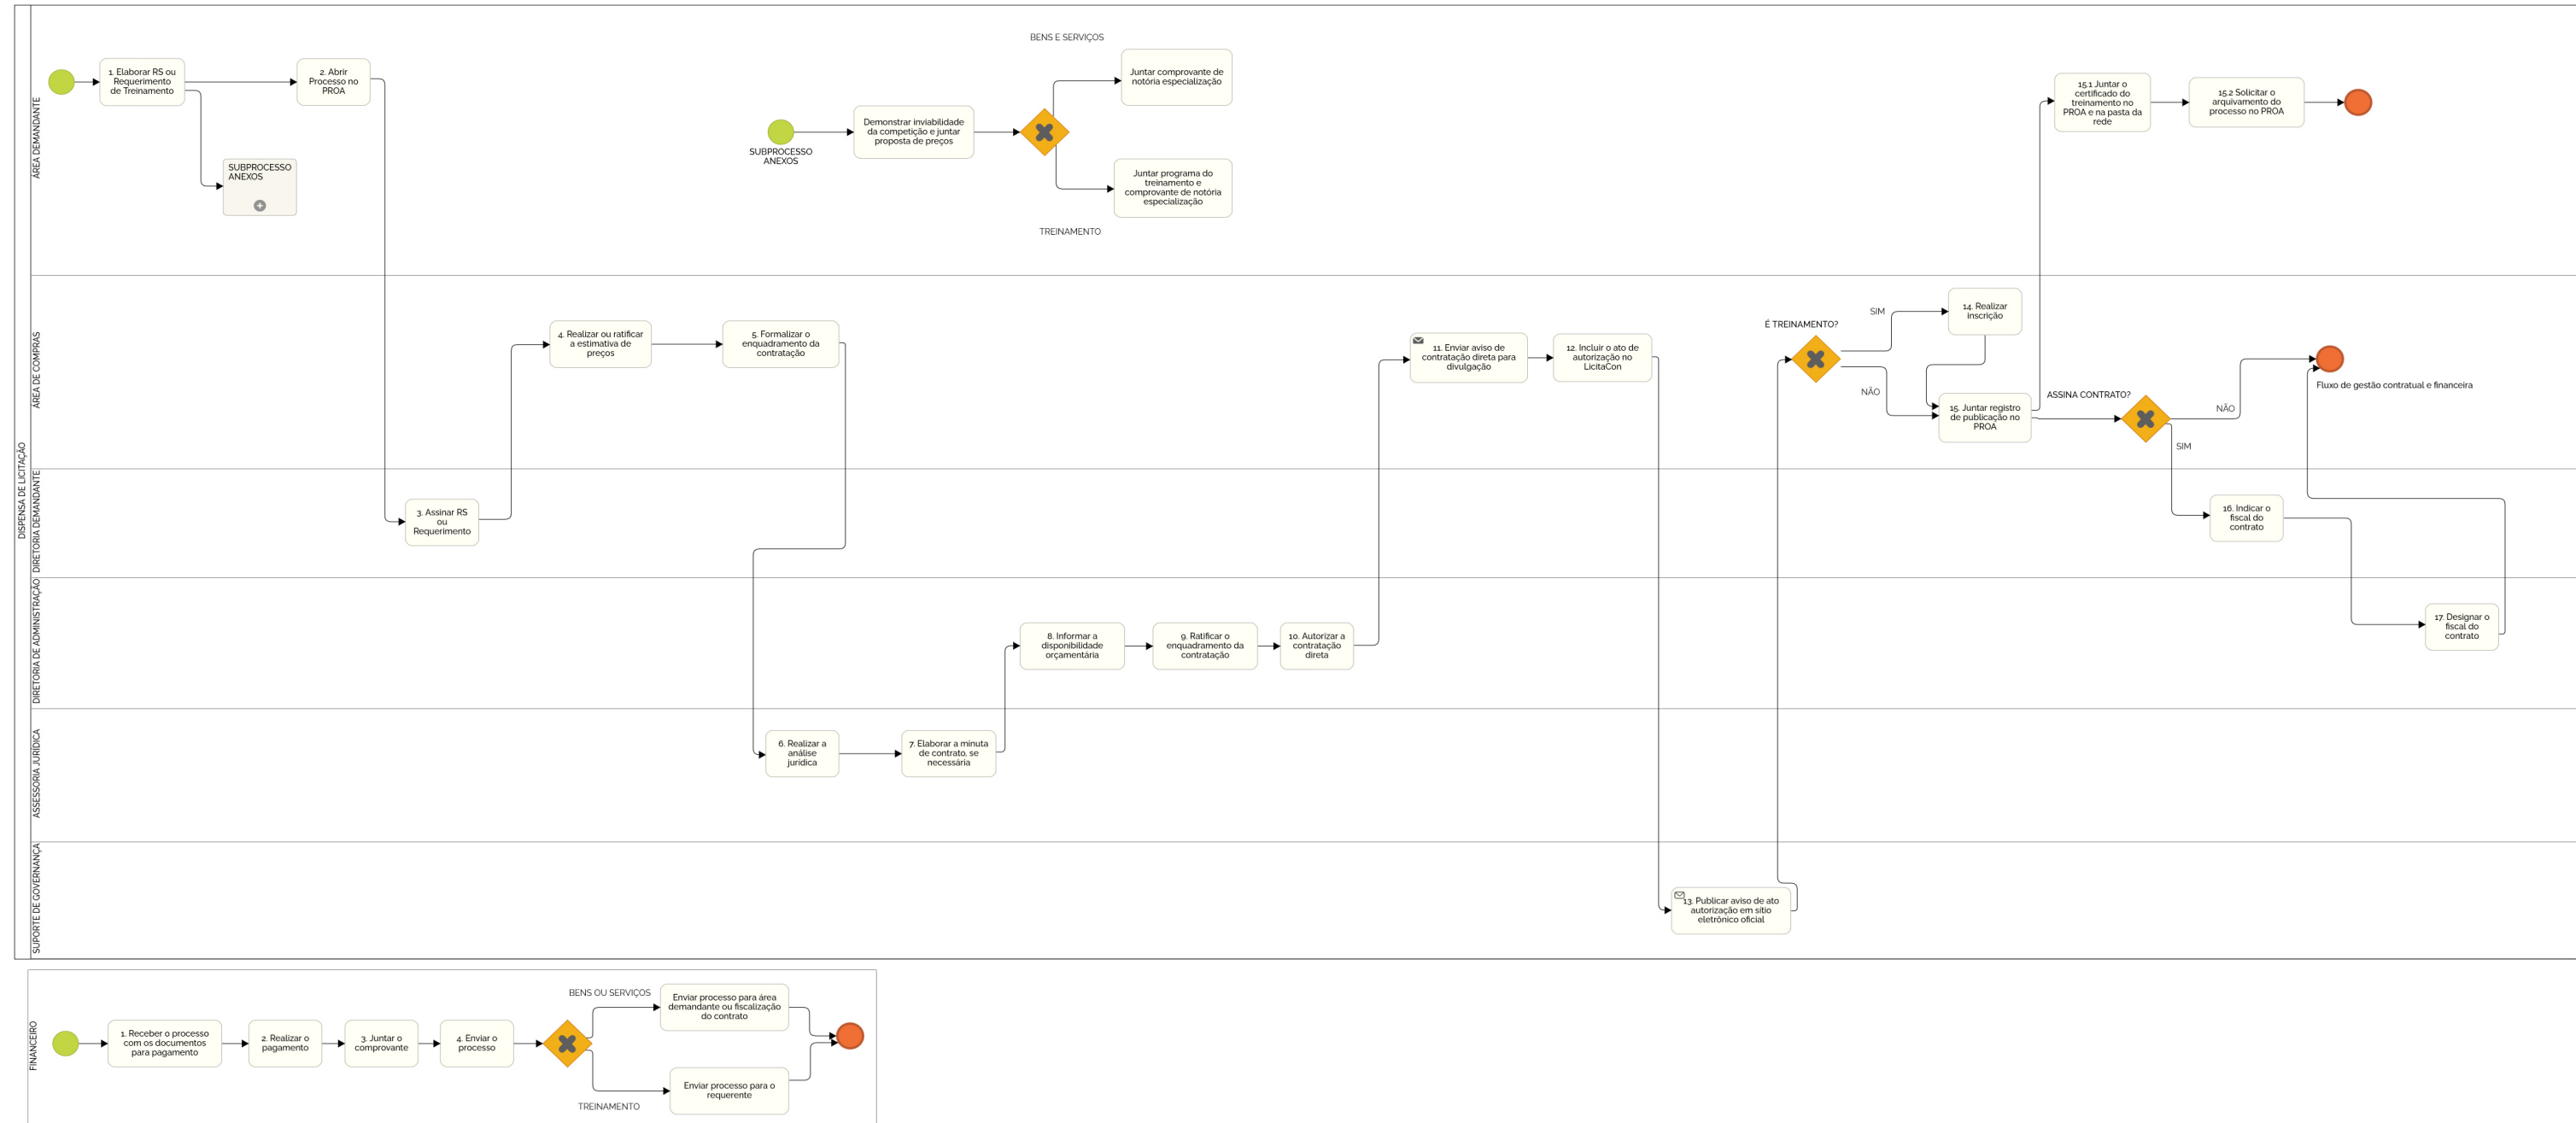 DISPENSA DE LICITAÇÃO
ÁREA DEMANDANTE
1. Elaborar RS ou
Requerimento
de Treinamento
2. Abrir
Processo no
PROA
SUBPROCESSO
ANEXOS
SUBPROCESSO
ANEXOS
Demonstrar inviabilidade
da competição e juntar
proposta de preços
BENS E SERVIÇOS
Juntar comprovante de
notória especialização
Juntar programa do
treinamento e
comprovante de notória
especialização
TREINAMENTO
15.1 Juntar o
certificado do
treinamento no
PROA e na pasta da
rede
15.2 Solicitar o
arquivamento do
processo no PROA
ÁREA DE COMPRAS
4. Realizar ou ratificar
a estimativa de
preços
5. Formalizar o
enquadramento da
contratação
11. Enviar aviso de
contratação direta para
divulgação
12. Incluir o ato de
autorização no
LicitaCon
É TREINAMENTO?
SIM
NÃO
14. Realizar
inscrição
15. Juntar registro
de publicação no
PROA
ASSINA CONTRATO?
NÃO
SIM
Fluxo de gestão contratual e financeira
DIRETORIA DEMANDANTE
3. Assinar RS
ou
Requerimento
16. Indicar o
fiscal do
contrato
DIRETORIA DE ADMINISTRAÇÃO
8. Informar a
disponibilidade
orçamentária
9. Ratificar o
enquadramento da
contratação
10. Autorizar a
contratação
direta
17. Designar o
fiscal do
contrato
ASSESSORIA JURÍDICA
6. Realizar a
análise
jurídica
7. Elaborar a minuta
de contrato, se
necessária
SUPORTE DE GOVERNANÇA
13. Publicar aviso de ato
autorização em sítio
eletrônico oficial
FINANCEIRO
1. Receber o processo
com os documentos
para pagamento
2. Realizar o
pagamento
3. Juntar o
comprovante
4. Enviar o
processo
BENS OU SERVIÇOS
Enviar processo para área
demandante ou fiscalização
do contrato
Enviar processo para o
requerente
TREINAMENTO